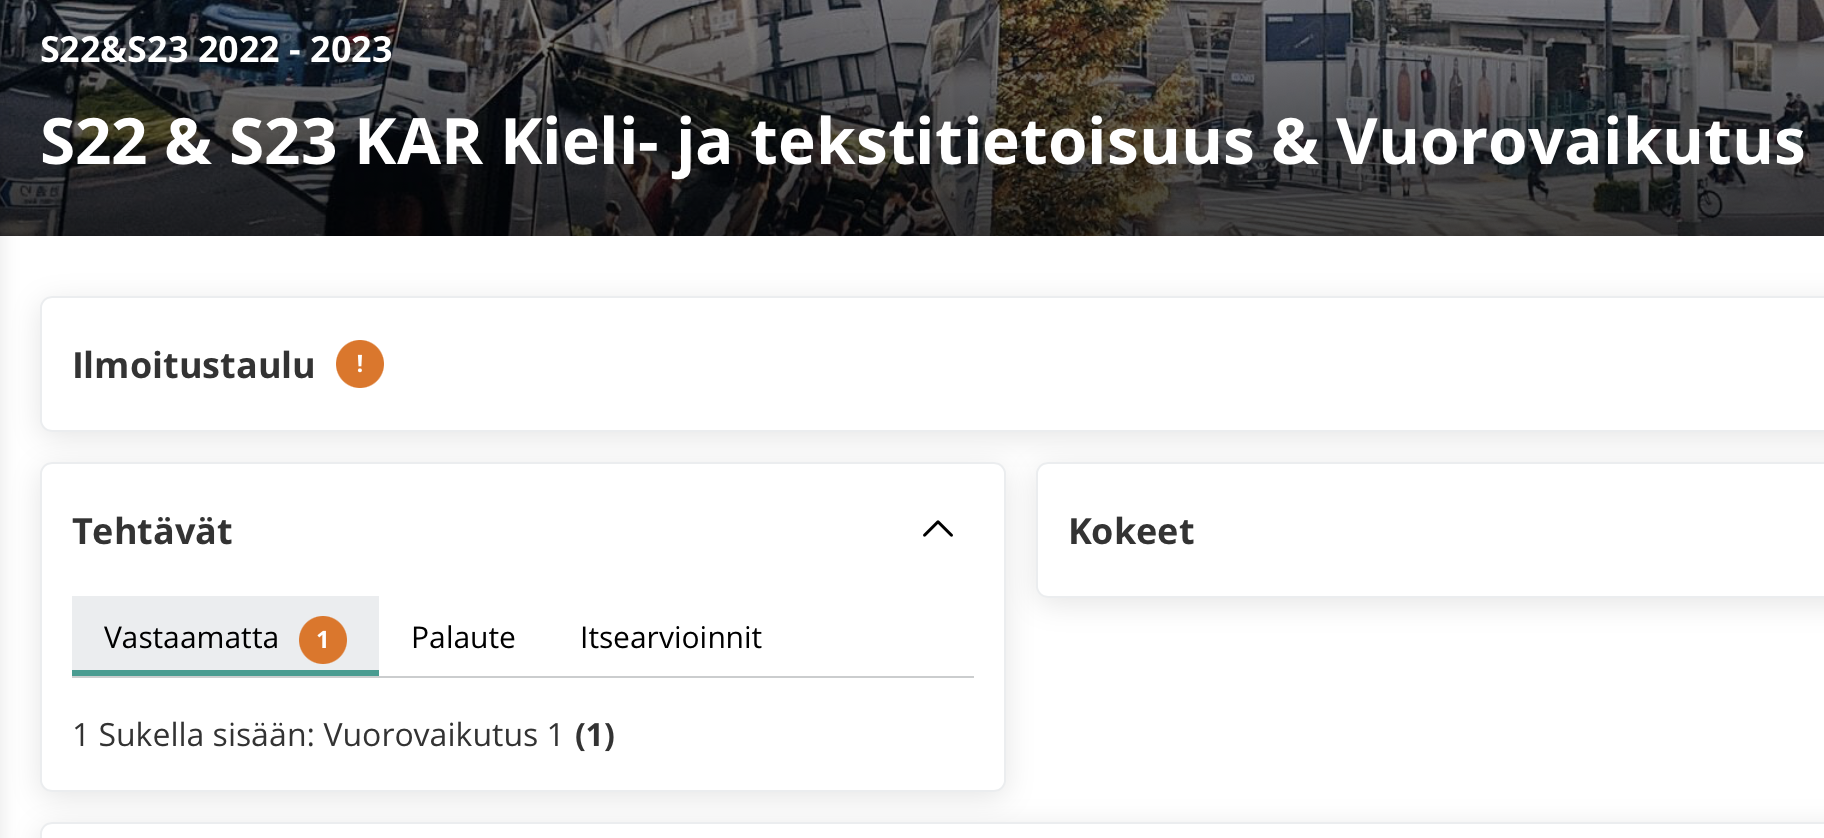 S22&S23 2022 - 2023
S22 & S23 KAR Kieli- ja tekstitietoisuus & Vuorovaikutus
Ilmoitustaulu !
Tehtävät
Kokeet
Vastaamatta 1 Palaute Itsearvioinnit
1 Sukella sisään: Vuorovaikutus 1 (1)